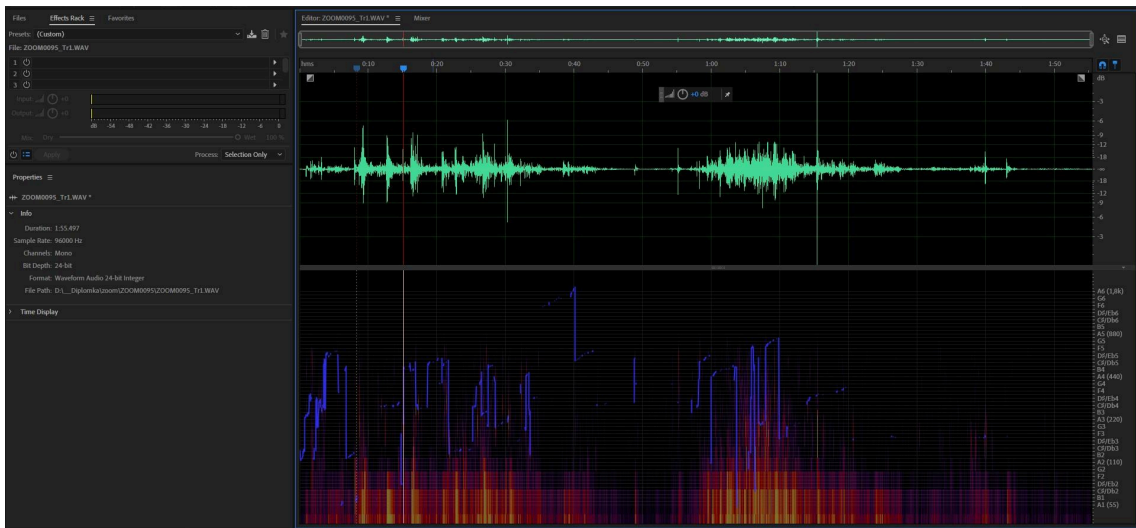 Files Effects Rack Favorites
Presets: (Custom)
File: ZOOM0095_Tr1.WAV
1
2
3
Input: +0
Output: +0
dB -54 -48 -42 -36 -30 -24 -18 -12 -6 0
Mix: Dry Wet 100 %
Apply Process: Selection Only
Properties
ZOOM0095_Tr1.WAV *
Info
Duration: 1:55.497
Sample Rate: 96000 Hz
Channels: Mono
Bit Depth: 24-bit
Format: Waveform Audio 24-bit Integer
File Path: D:\__Diplomka\zoom\ZOOM0095\ZOOM0095_Tr1.WAV
Time Display
Editor: ZOOM0095_Tr1.WAV * Mixer
hms 0:10 0:20 0:30 0:40 0:50 1:00 1:10 1:20 1:30 1:40 1:50
+0 dB
dB
-3
-6
-9
-12
-18
-∞
-18
-12
-9
-6
-3
A6 (1,8k)
G6
F6
D♯/Eb6
C♯/Db6
B5
A5 (880)
G5
F5
D♯/Eb5
C♯/Db5
B4
A4 (440)
G4
F4
D♯/Eb4
C♯/Db4
B3
A3 (220)
G3
F3
D♯/Eb3
C♯/Db3
B2
A2 (110)
G2
F2
D♯/Eb2
C♯/Db2
B1
A1 (55)